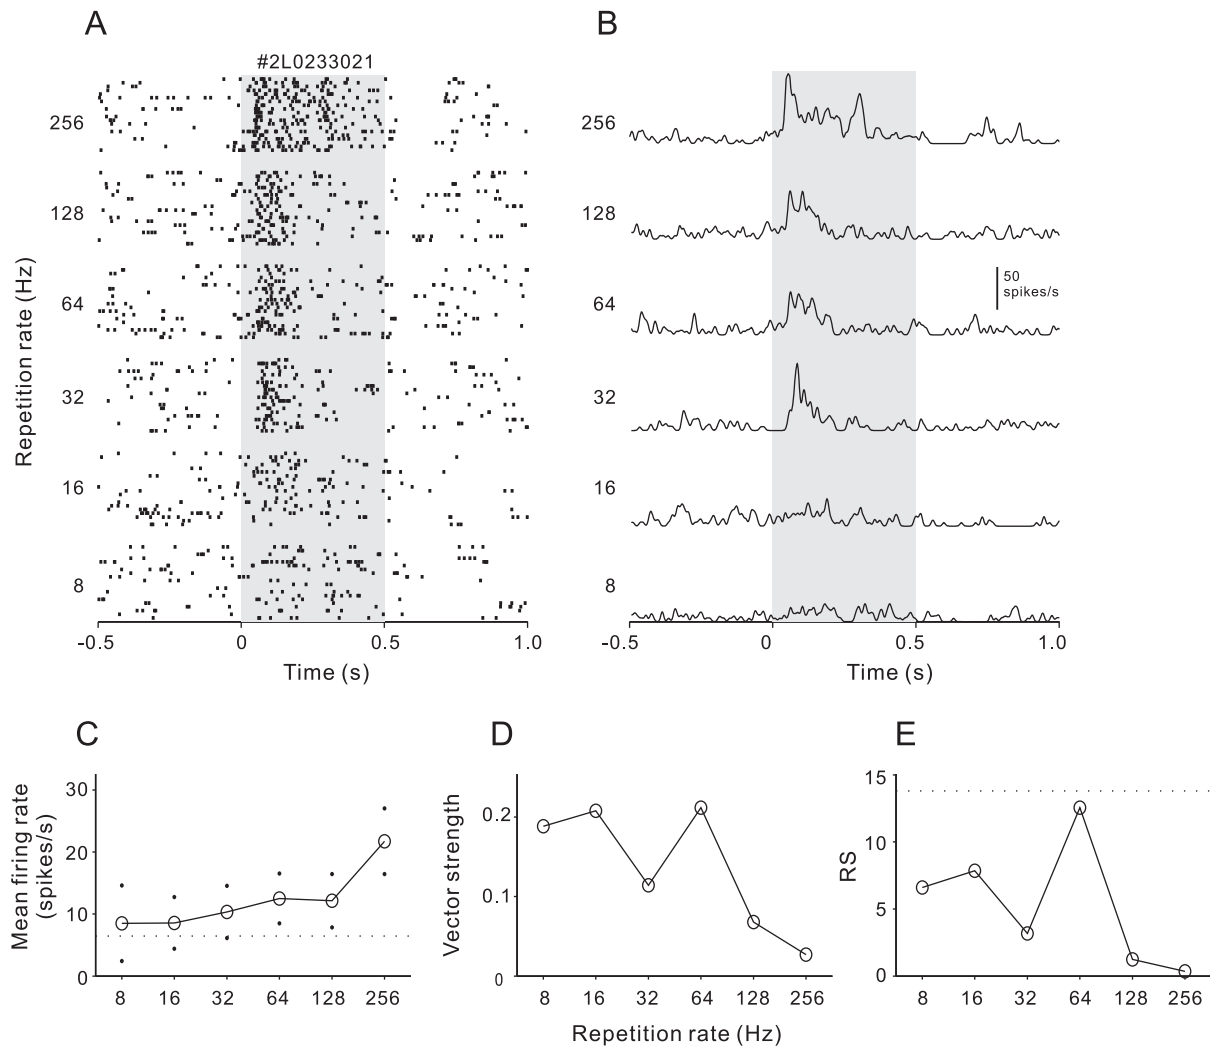 A
B
#2L0233021
Repetition rate (Hz)
256
128
64
32
16
8
-0.5 0 0.5 1.0
Time (s)
256
128
64
32
16
8
50
spikes/s
-0.5 0 0.5 1.0
Time (s)
C
Mean firing rate
(spikes/s)
30
20
10
0
8 16 32 64 128 256
D
Vector strength
0.2
0.1
0
8 16 32 64 128 256
Repetition rate (Hz)
E
RS
15
10
5
0
8 16 32 64 128 256